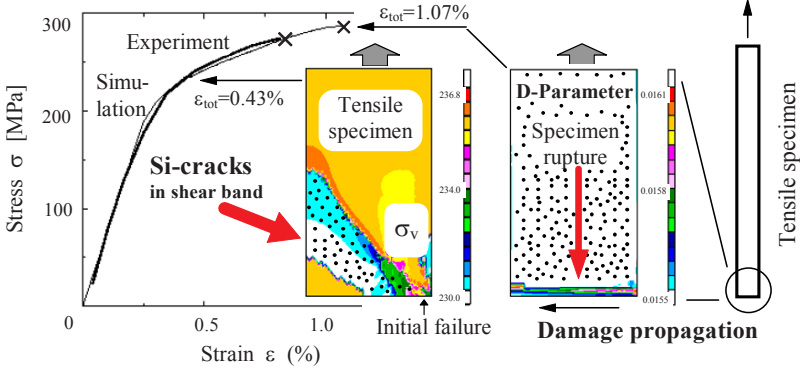 300
200
100
0
0.5
1.0
Stress σ [MPa]
Strain ε (%)
Experiment
Simu-
lation
ε_tot=1.07%
ε_tot=0.43%
Si-cracks
in shear band
Tensile
specimen
σ_v
236.8
234.0
230.0
Initial failure
D-Parameter
Specimen
rupture
0.0161
0.0158
0.0155
Damage propagation
Tensile specimen